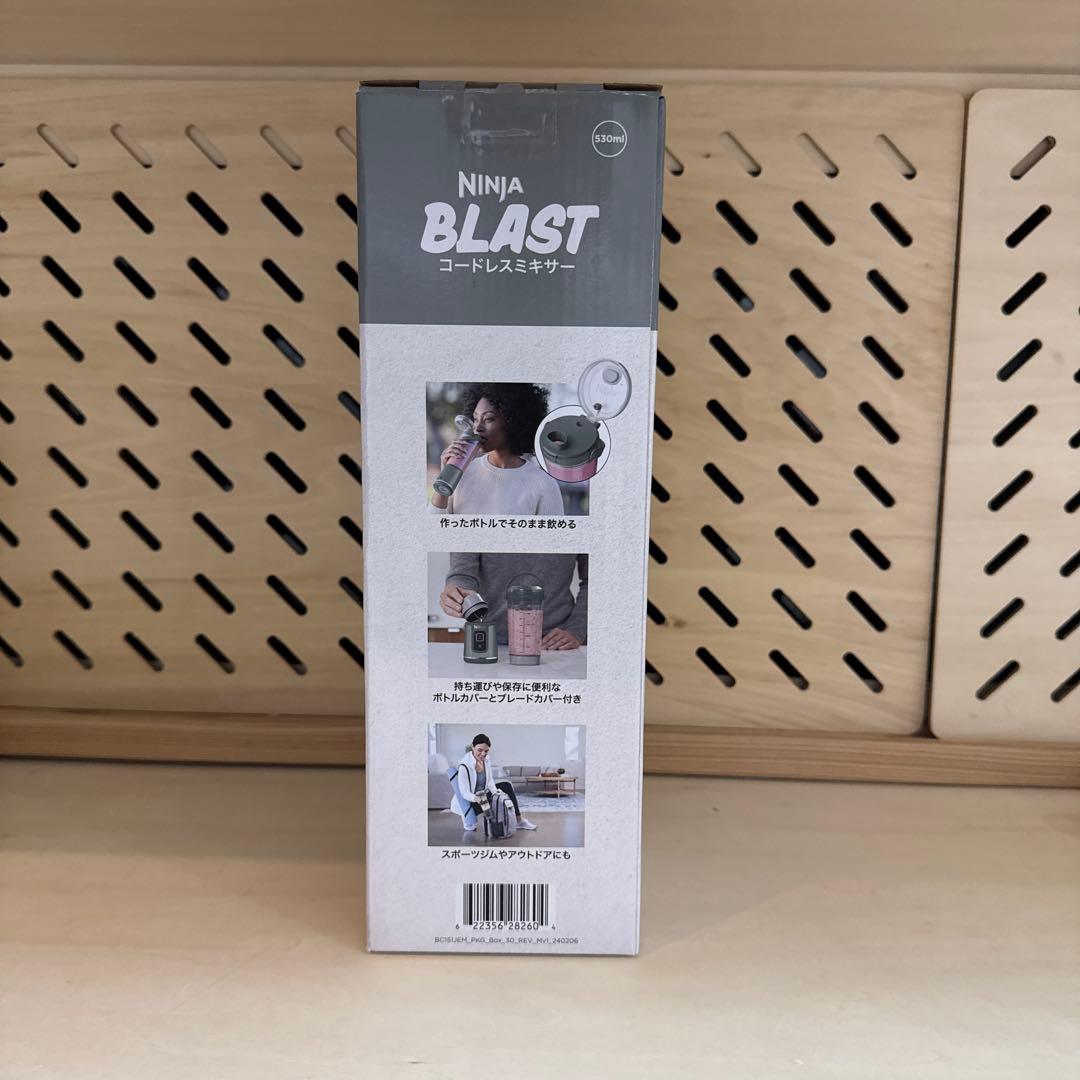 530ml
NINJA
BLAST
コードレスミキサー
作ったボトルでそのまま飲める
持ち運びや保存に便利な
ボトルカバーとブレードカバー付き
スポーツジムやアウトドアにも
6 22356 28260 4
BC151JEM_PKG_Box_30_REV_Mv1_240206